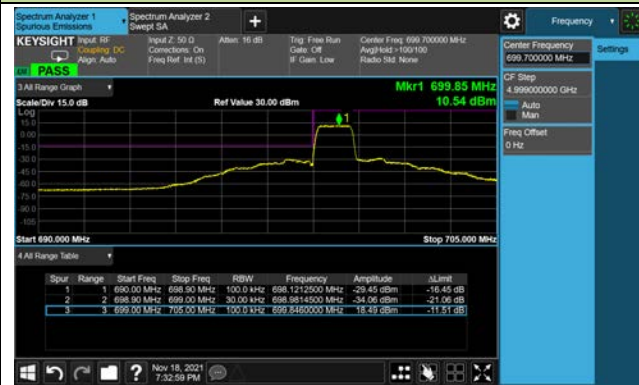 Spectrum Analyzer 1
Spurious Emissions
Spectrum Analyzer 2
Swept SA
Frequency
KEYSIGHT
Input: RF
Coupling: DC
Align: Auto
Input Z: 50 Ω
Corrections: On
Freq Ref: Int (S)
Atten: 16 dB
Trig: Free Run
Gate: Off
IF Gain: Low
Center Freq: 699.700000 MHz
Avg|Hold:>100/100
Radio Std: None
PASS
Center Frequency
699.700000 MHz
Settings
CF Step
4.999000000 GHz
Auto
Man
Freq Offset
0 Hz
3 All Range Graph
Mkr1 699.85 MHz
Scale/Div 15.0 dB
Ref Value 30.00 dBm
10.54 dBm
Log
15.0
0.00
-15.0
-30.0
-45.0
-60.0
-75.0
-90.0
-105
1
Start 690.000 MHz
Stop 705.000 MHz
4 All Range Table
Spur Range Start Freq Stop Freq RBW Frequency Amplitude ΔLimit
1 1 690.00 MHz 698.90 MHz 100.0 kHz 698.1212500 MHz -29.45 dBm -16.45 dB
2 2 698.90 MHz 699.00 MHz 30.00 kHz 698.9814500 MHz -34.06 dBm -21.06 dB
3 3 699.00 MHz 705.00 MHz 100.0 kHz 699.8460000 MHz 18.49 dBm -11.51 dB
Nov 18, 2021
7:32:59 PM